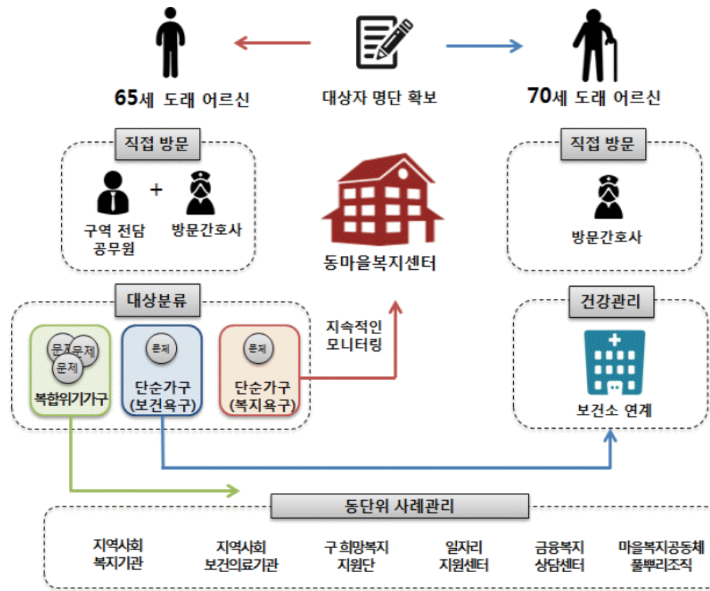 65세 도래 어르신
대상자 명단 확보
70세 도래 어르신
직접 방문
직접 방문
+
구역 전담
공무원
방문간호사
방문간호사
동마을복지센터
대상분류
지속적인
모니터링
건강관리
문제
문제
문제
복합위기가구
문제
단순가구
(보건욕구)
문제
단순가구
(복지욕구)
보건소 연계
동단위 사례관리
지역사회
복지기관
지역사회
보건의료기관
구 희망복지
지원단
일자리
지원센터
금융복지
상담센터
마을복지공동체
풀뿌리조직